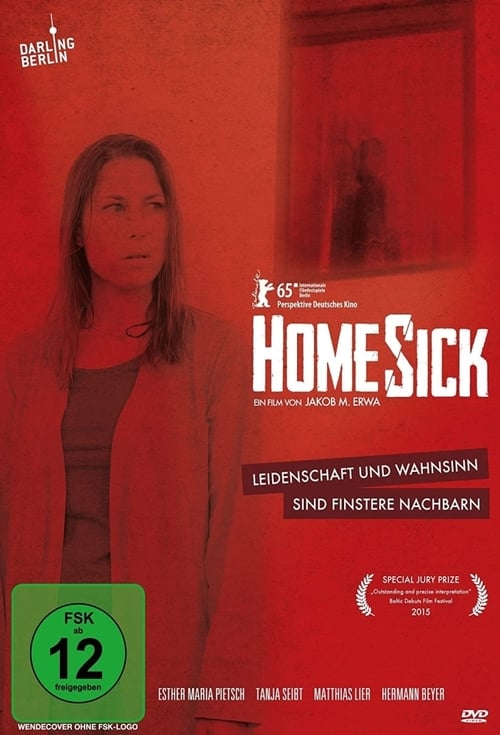 DARLING
BERLIN
65 Internationale
Filmfestspiele
Berlin
Perspektive Deutsches Kino
HOMESICK
EIN FILM VON JAKOB M. ERWA
LEIDENSCHAFT UND WAHNSINN
SIND FINSTERE NACHBARN
SPECIAL JURY PRIZE
„Outstanding and precise interpretation“
Baltic Debuts Film Festival
2015
FSK
ab
12
freigegeben
ESTHER MARIA PIETSCH TANJA SEIBT MATTHIAS LIER HERMANN BEYER
WENDECOVER OHNE FSK-LOGO
DVD
VIDEO